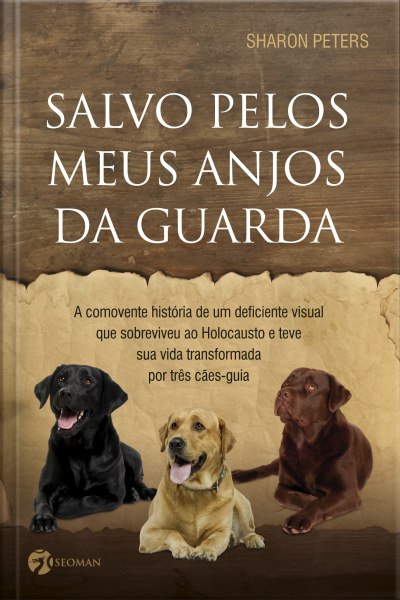 SHARON PETERS
SALVO PELOS
MEUS ANJOS
DA GUARDA
A comovente história de um deficiente visual
que sobreviveu ao Holocausto e teve
sua vida transformada
por três cães-guia
SEOMAN